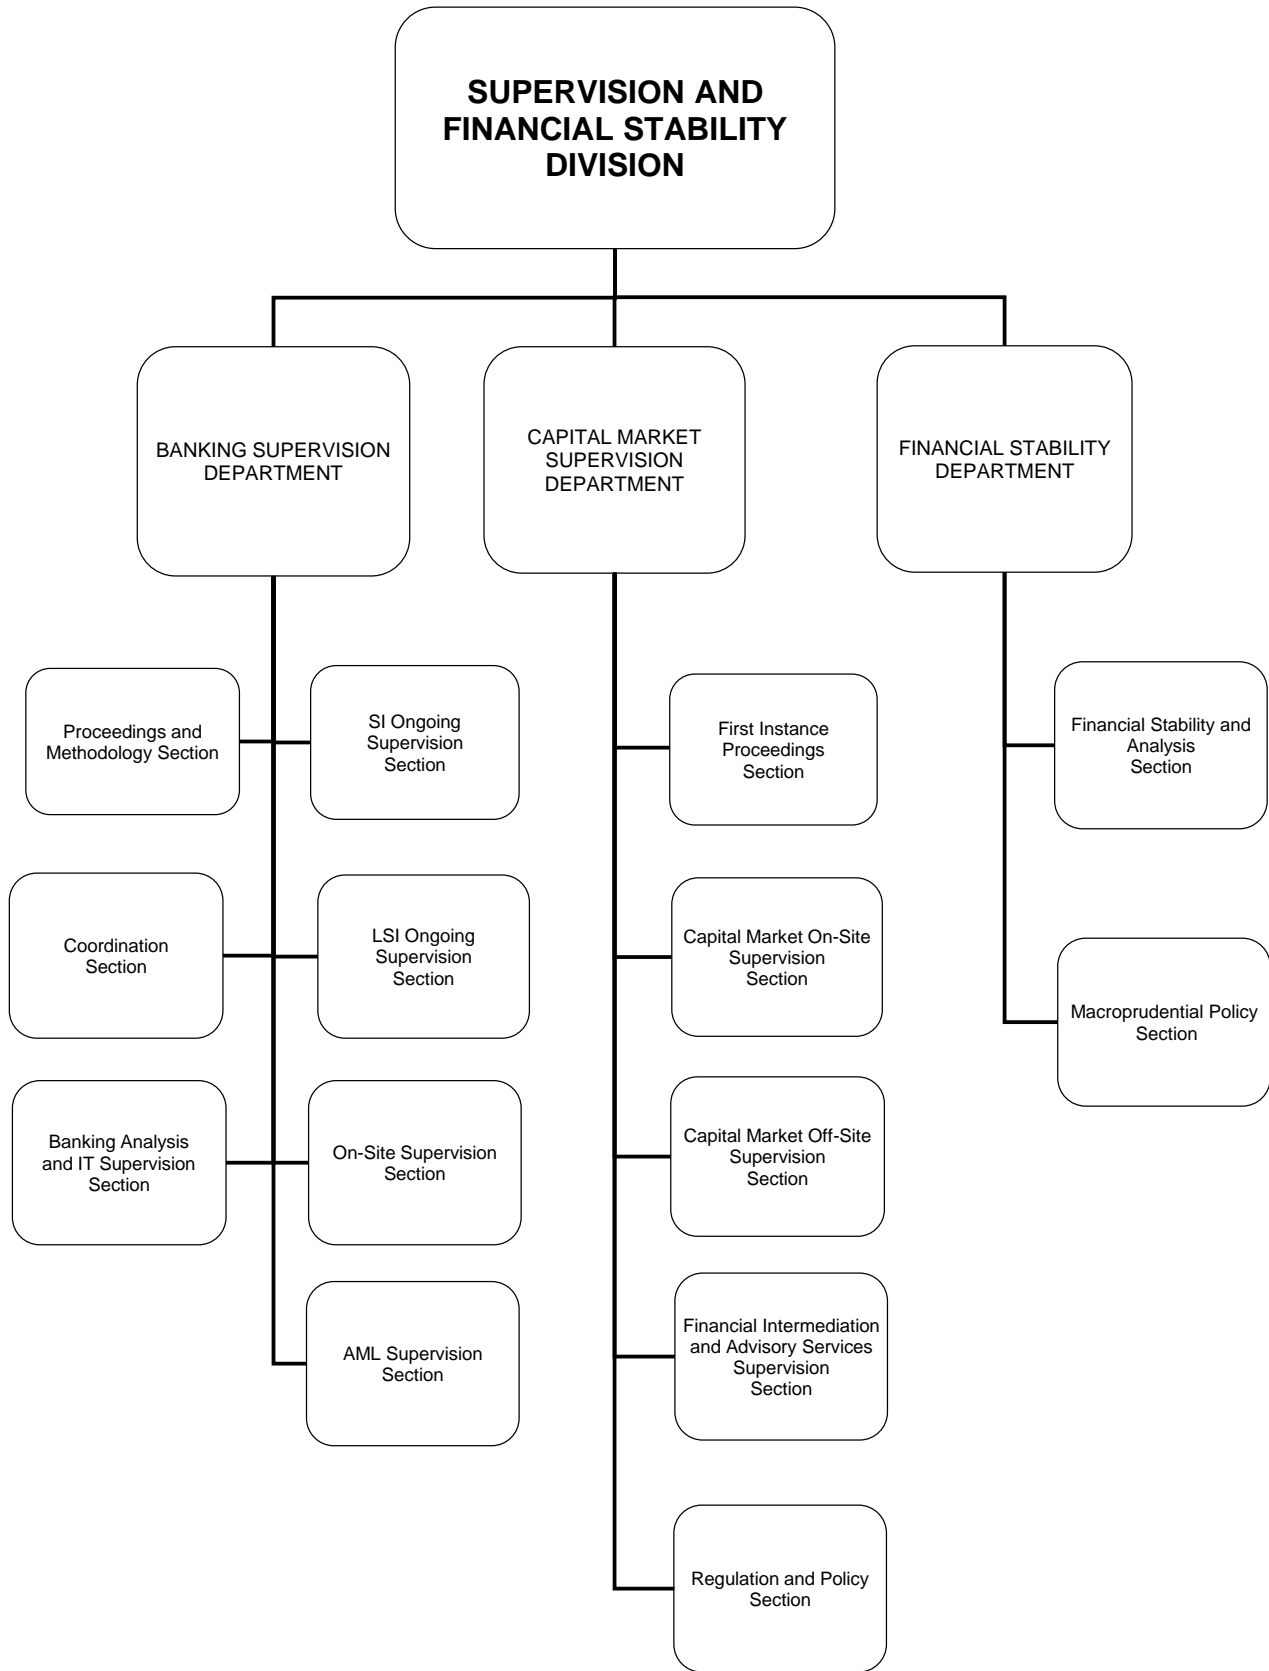 SUPERVISION AND
FINANCIAL STABILITY
DIVISION
BANKING SUPERVISION
DEPARTMENT
CAPITAL MARKET
SUPERVISION
DEPARTMENT
FINANCIAL STABILITY
DEPARTMENT
Proceedings and
Methodology Section
SI Ongoing
Supervision
Section
First Instance
Proceedings
Section
Financial Stability and
Analysis
Section
Coordination
Section
LSI Ongoing
Supervision
Section
Capital Market On-Site
Supervision
Section
Macroprudential Policy
Section
Banking Analysis
and IT Supervision
Section
On-Site Supervision
Section
Capital Market Off-Site
Supervision
Section
AML Supervision
Section
Financial Intermediation
and Advisory Services
Supervision
Section
Regulation and Policy
Section